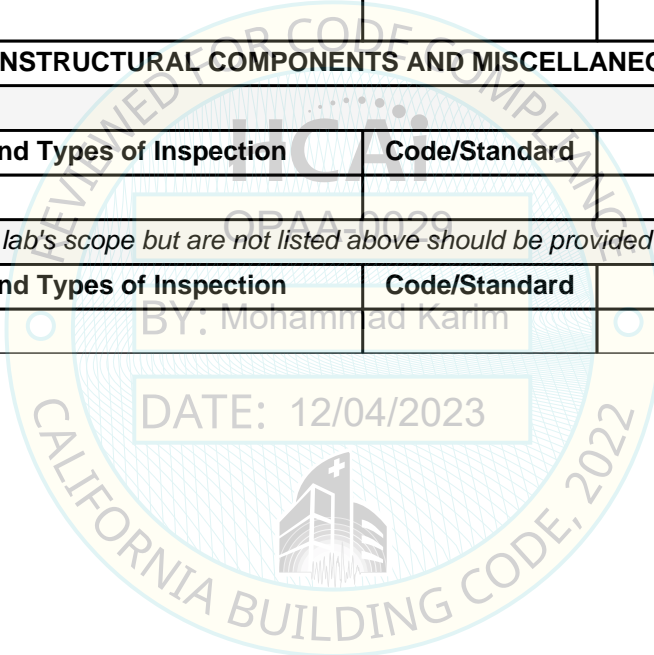 NSTRUCTURAL COMPONENTS AND MISCELLANEO
nd Types of Inspection Code/Standard
lab's scope but are not listed above should be provided
nd Types of Inspection Code/Standard
REVIEWED FOR CODE COMPLIANCE
HCAi
OPAA-0029
BY: Mohammad Karim
DATE: 12/04/2023
CALIFORNIA BUILDING CODE, 2022